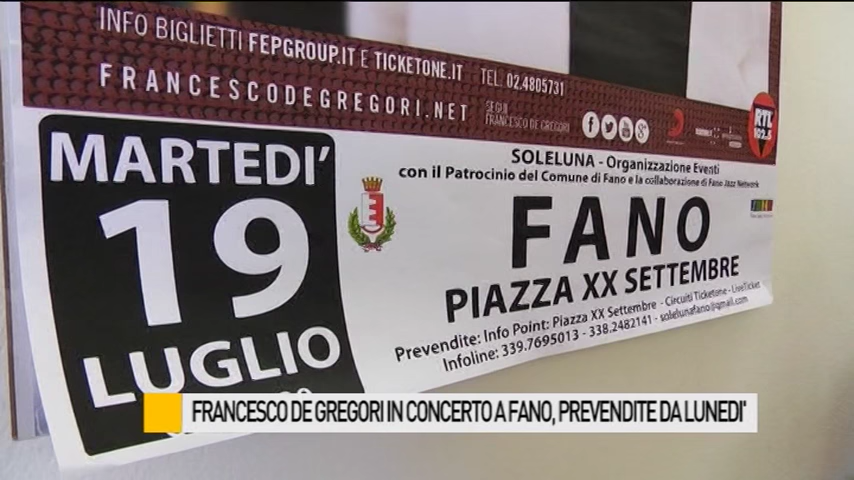 INFO BIGLIETTI FEPGROUP.IT E TICKETONE.IT TEL. 02.4805731
FRANCESCODEGREGORI.NET
SEGUI
FRANCESCO DE GREGORI
RTL
102.5
MARTEDI’
19
LUGLIO
SOLELUNA - Organizzazione Eventi
con il Patrocinio del Comune di Fano e la collaborazione di Fano Jazz Network
FANO
PIAZZA XX SETTEMBRE
Prevendite: Info Point: Piazza XX Settembre - Circuiti Ticketone - LiveTicket
Infoline: 339.7695013 - 338.2482141 - solelunafano@gmail.com
FRANCESCO DE GREGORI IN CONCERTO A FANO, PREVENDITE DA LUNEDI'